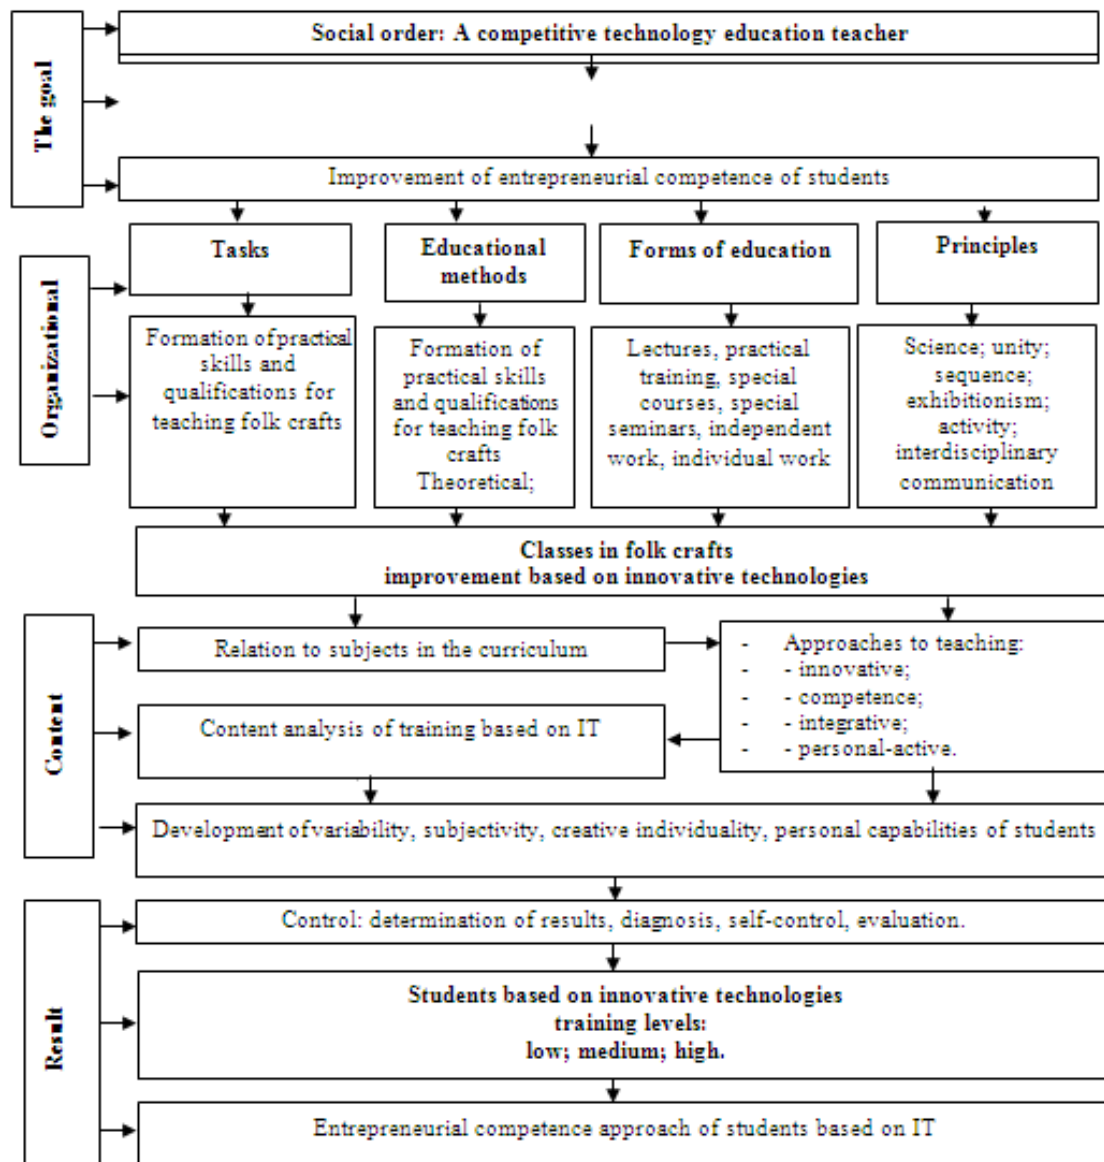 The goal
Social order: A competitive technology education teacher
Improvement of entrepreneurial competence of students
Organizational
Tasks
Educational
methods
Forms of education
Principles
Formation of practical
skills and
qualifications for
teaching folk crafts
Formation of
practical skills
and qualifications
for teaching folk
crafts
Theoretical;
Lectures, practical
training, special
courses, special
seminars, independent
work, individual work
Science; unity;
sequence;
exhibitionism;
activity;
interdisciplinary
communication
Classes in folk crafts
improvement based on innovative technologies
Content
Relation to subjects in the curriculum
- Approaches to teaching:
- - innovative;
- - competence;
- - integrative;
- - personal-active.
Content analysis of training based on IT
Development of variability, subjectivity, creative individuality, personal capabilities of students
Result
Control: determination of results, diagnosis, self-control, evaluation.
Students based on innovative technologies
training levels:
low; medium; high.
Entrepreneurial competence approach of students based on IT